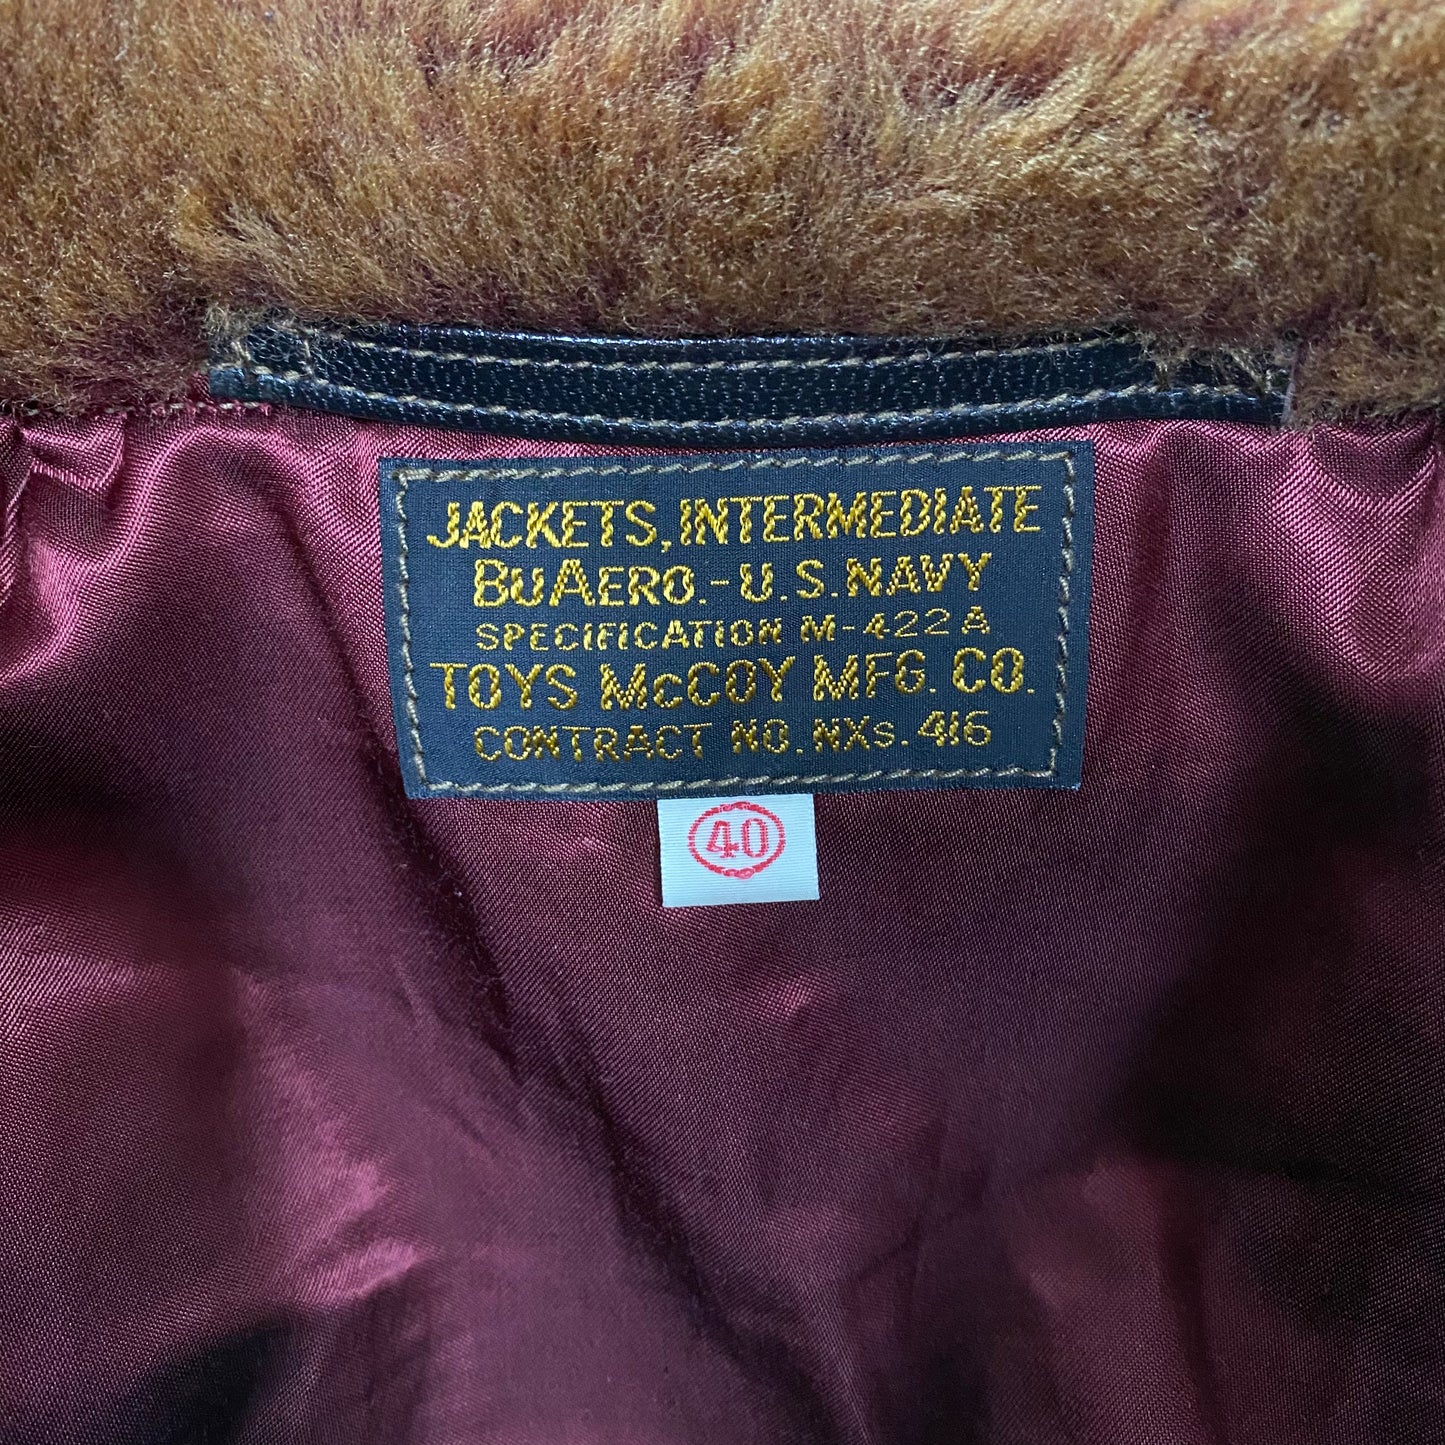 JACKETS, INTERMEDIATE
BUAERO.-U.S.NAVY
SPECIFICATION M-422A
TOYS McCOY MFG. CO.
CONTRACT NO. NXs. 416
40